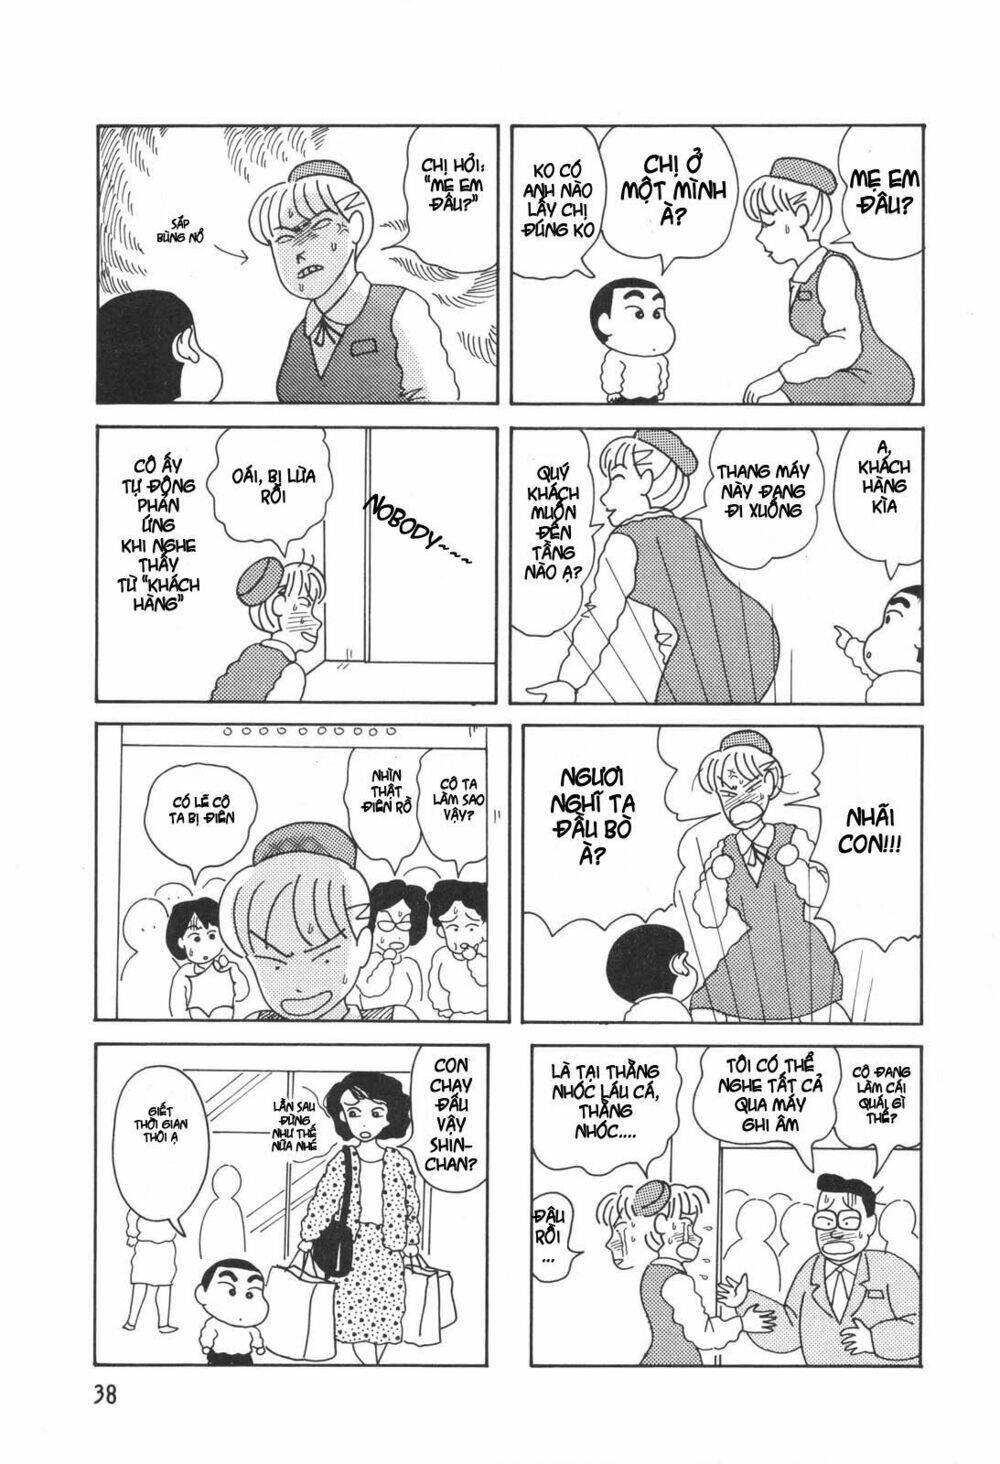 MẸ EM
ĐÂU?
CHỊ Ở
MỘT MÌNH
À?
KO CÓ
ANH NÀO
LẤY CHỊ
ĐÚNG KO
CHỊ HỎI:
"MẸ EM
ĐÂU?"
SẮP
BÙNG NỔ
A,
KHÁCH
HÀNG
KÌA
THANG MÁY
NÀY ĐANG
ĐI XUỐNG
QUÝ
KHÁCH
MUỐN
ĐẾN
TẦNG
NÀO Ạ?
NOBODY~~~
OÁI, BỊ LỪA
RỒI
CÔ ẤY
TỰ ĐỘNG
PHẢN
ỨNG
KHI NGHE
THẤY
TỪ "KHÁCH
HÀNG"
NHÃI
CON!!!
NGƯƠI
NGHĨ TA
ĐẦU BÒ
À?
CÔ TA
LÀM SAO
VẬY?
NHÌN
THẬT
ĐIÊN RỒ
CÓ LẼ CÔ
TA BỊ ĐIÊN
CÔ ĐANG
LÀM CÁI
QUÁI GÌ
THẾ?
TÔI CÓ THỂ
NGHE TẤT CẢ
QUA MÁY
GHI ÂM
LÀ TẠI THẰNG
NHÓC LÁU CÁ,
THẰNG
NHÓC....
ĐÂU
RỒI
...
CON
CHẠY
ĐÂU
VẬY
SHIN-
CHAN?
LẦN SAU
ĐỪNG
NHƯ THẾ
NỮA NHÉ
GIẾT
THỜI GIAN
THÔI Ạ
38